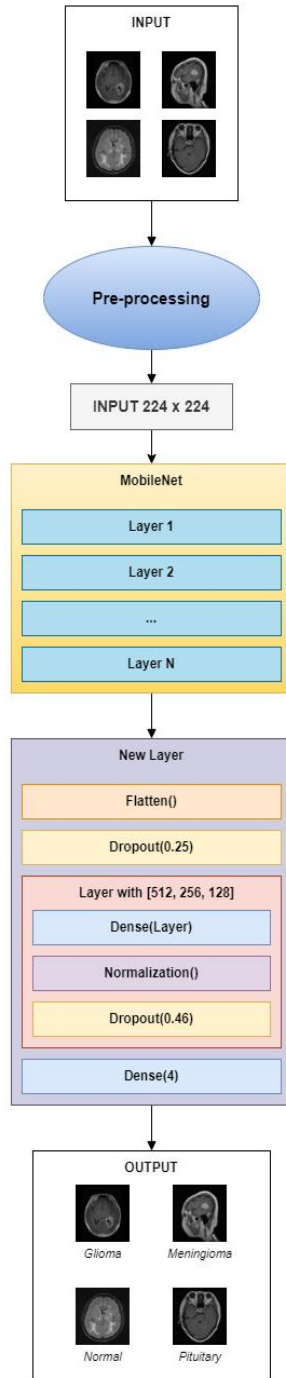 INPUT
Pre-processing
INPUT 224 x 224
MobileNet
Layer 1
Layer 2
...
Layer N
New Layer
Flatten()
Dropout(0.25)
Layer with [512, 256, 128]
Dense(Layer)
Normalization()
Dropout(0.46)
Dense(4)
OUTPUT
Glioma Meningioma
Normal Pituitary